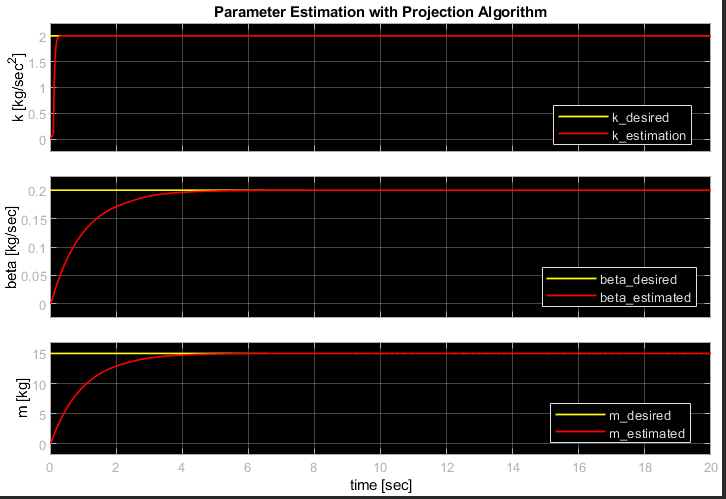 Parameter Estimation with Projection Algorithm
k [kg/sec²]
2
1.5
1
0.5
0
k_desired
k_estimation
beta [kg/sec]
0.2
0.15
0.1
0.05
0
beta_desired
beta_estimated
m [kg]
15
10
5
0
m_desired
m_estimated
0 2 4 6 8 10 12 14 16 18 20
time [sec]